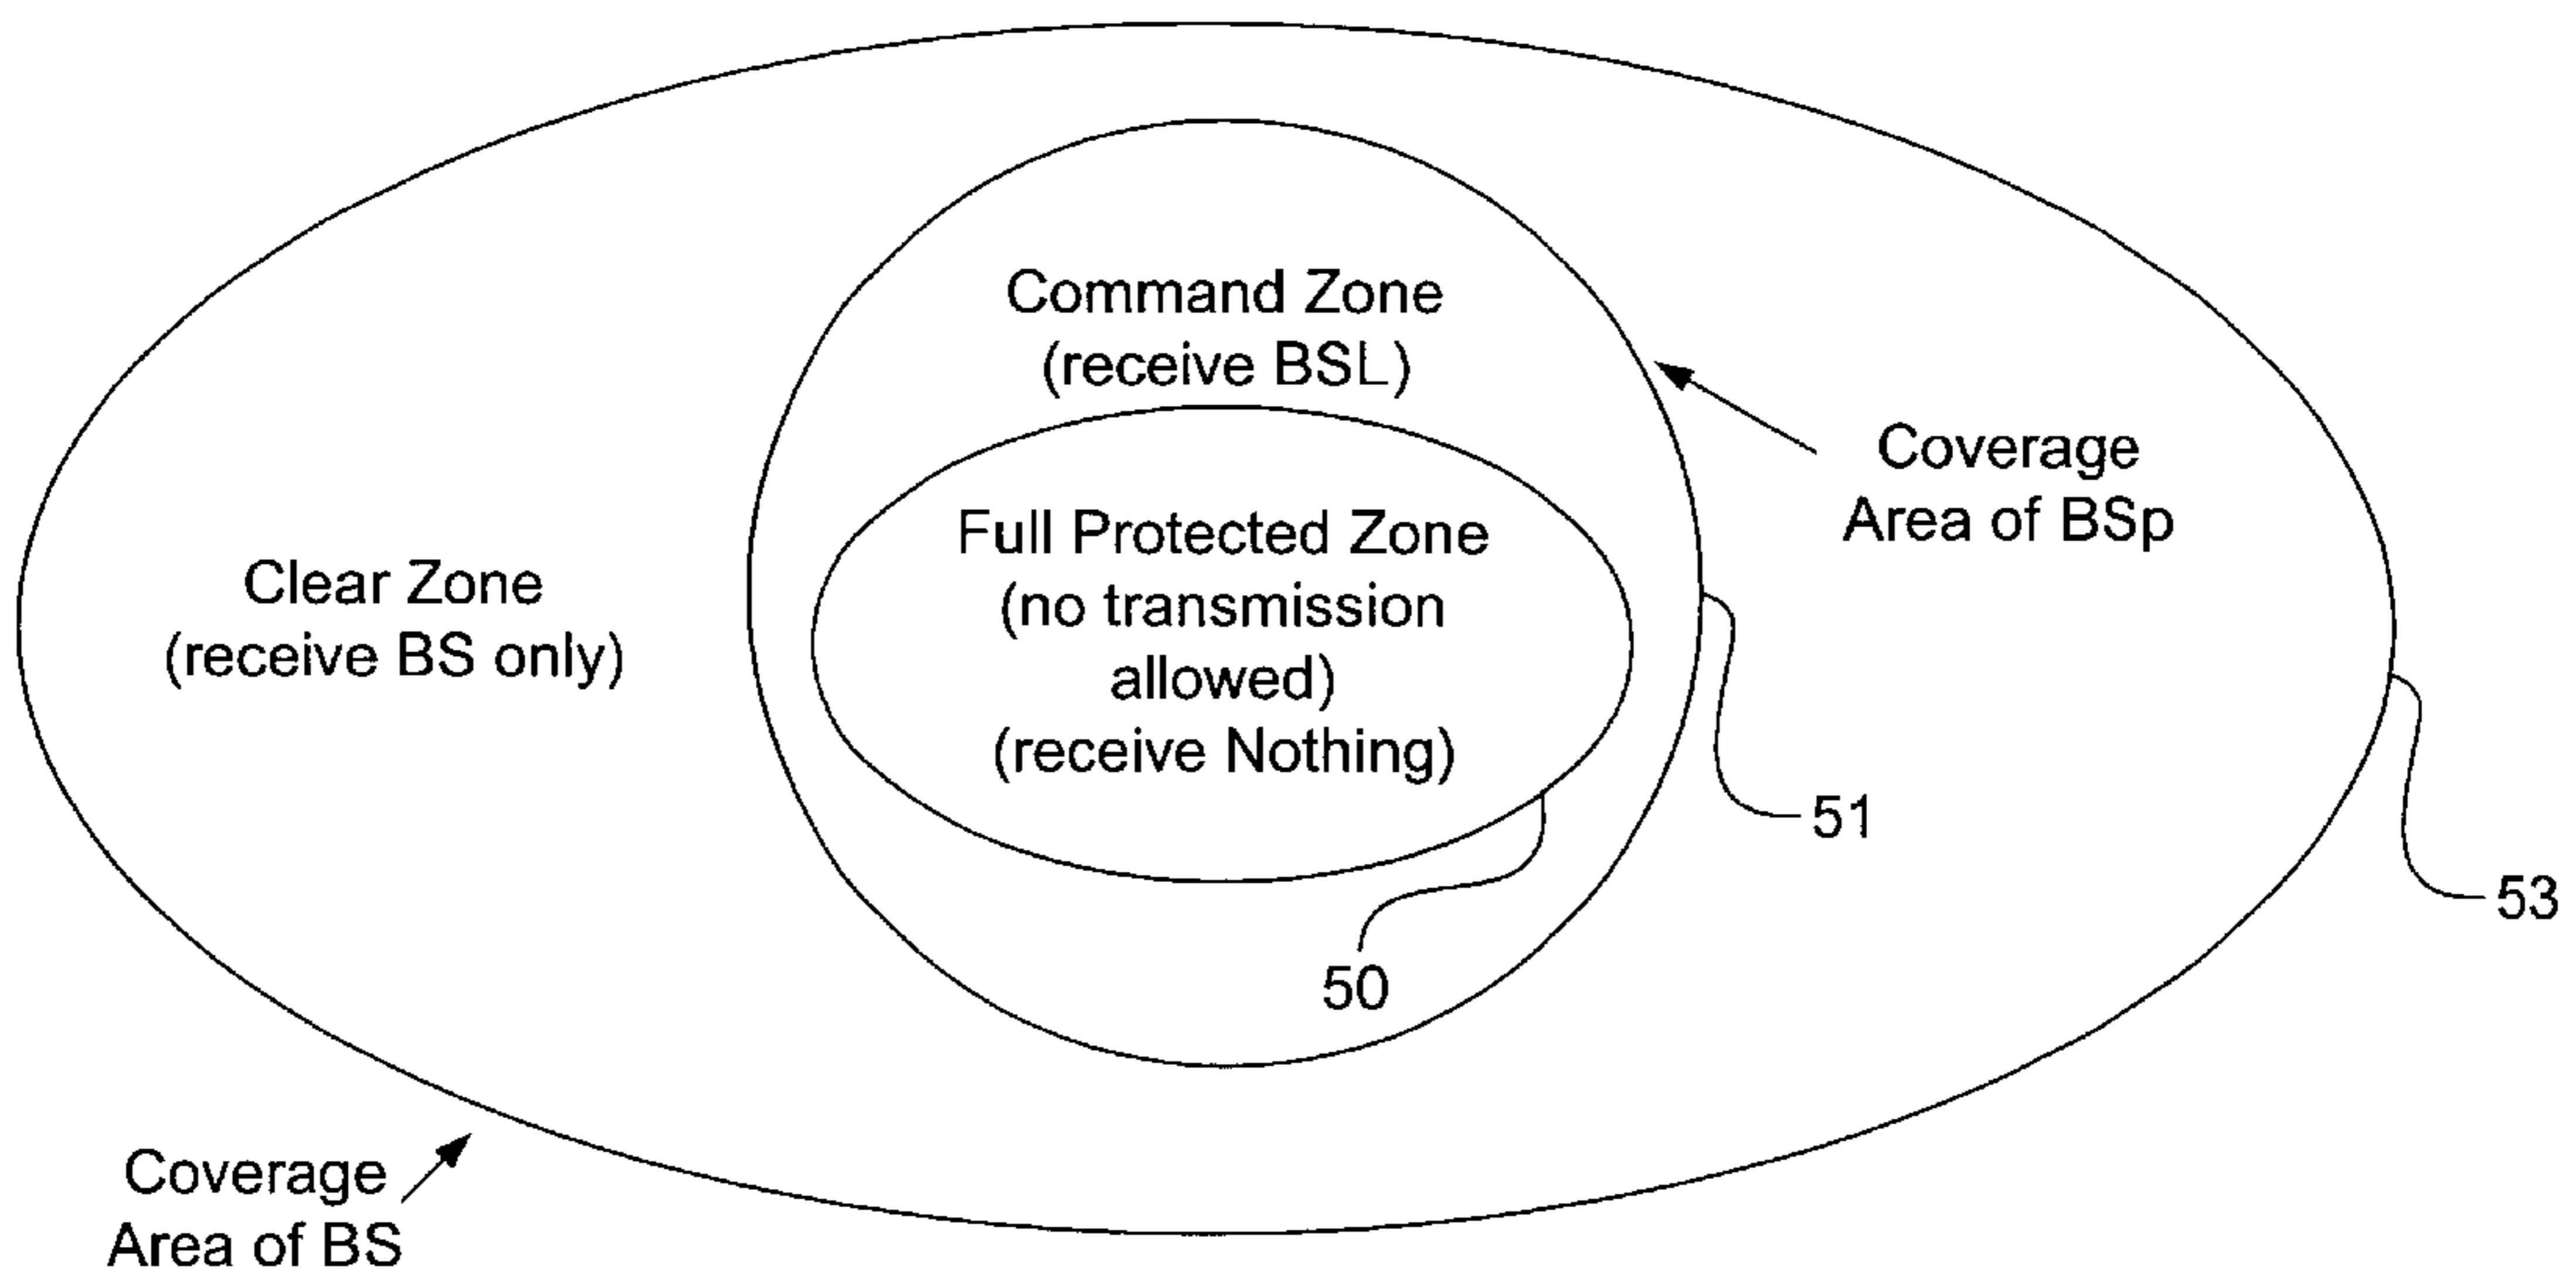 Command Zone
(receive BSL)
Coverage
Area of BSp
Full Protected Zone
(no transmission
allowed)
(receive Nothing)
Clear Zone
(receive BS only)
51
53
50
Coverage
Area of BS